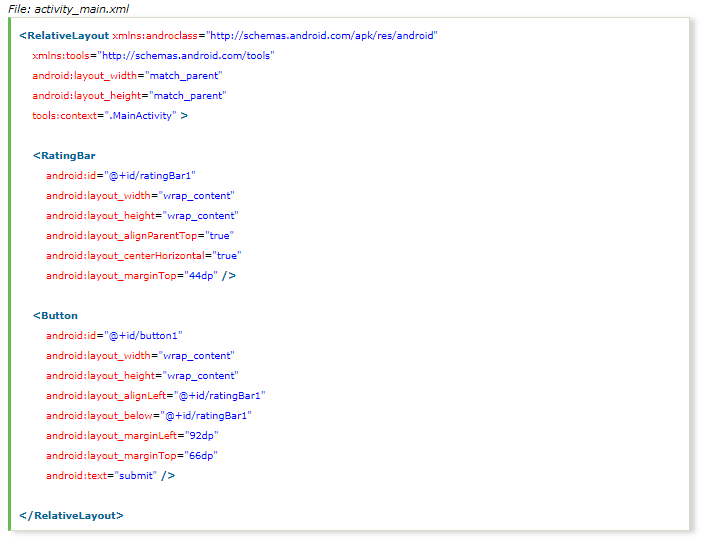 File: activity_main.xml
<RelativeLayout xmlns:androclass="http://schemas.android.com/apk/res/android"
xmlns:tools="http://schemas.android.com/tools"
android:layout_width="match_parent"
android:layout_height="match_parent"
tools:context=".MainActivity" >
<RatingBar
android:id="@+id/ratingBar1"
android:layout_width="wrap_content"
android:layout_height="wrap_content"
android:layout_alignParentTop="true"
android:layout_centerHorizontal="true"
android:layout_marginTop="44dp" />
<Button
android:id="@+id/button1"
android:layout_width="wrap_content"
android:layout_height="wrap_content"
android:layout_alignLeft="@+id/ratingBar1"
android:layout_below="@+id/ratingBar1"
android:layout_marginLeft="92dp"
android:layout_marginTop="66dp"
android:text="submit" />
</RelativeLayout>